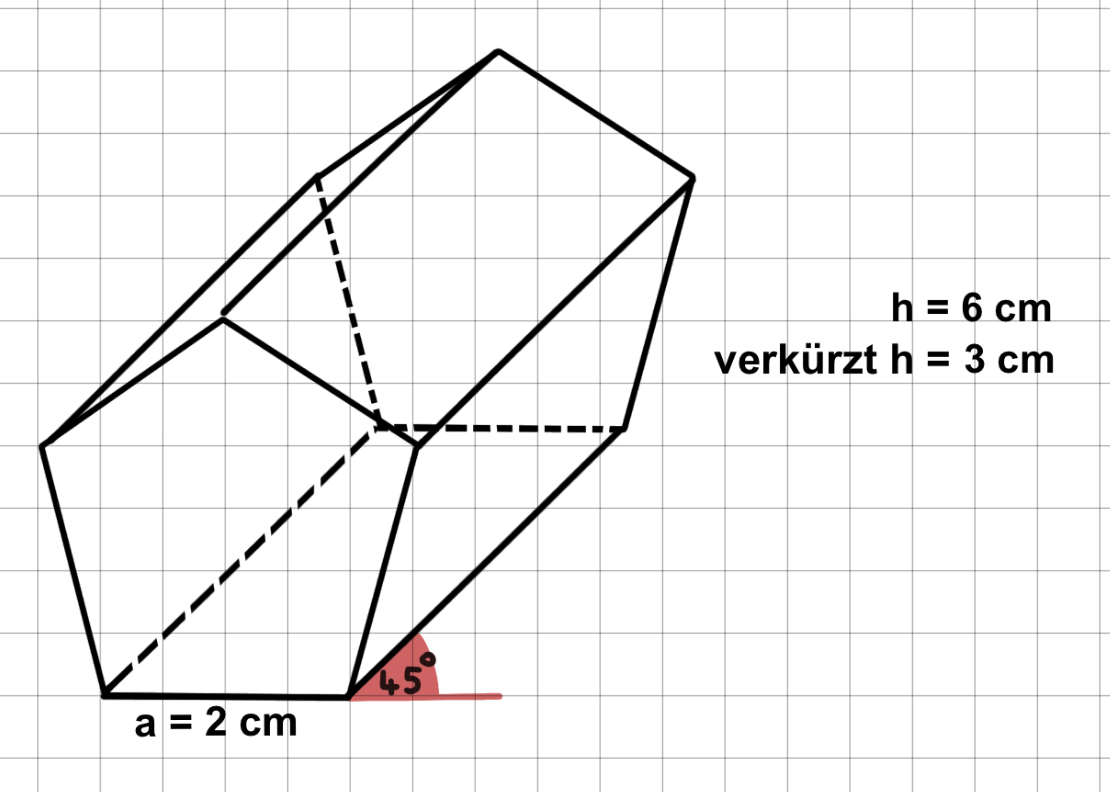 h = 6 cm
verkürzt h = 3 cm
45°
a = 2 cm